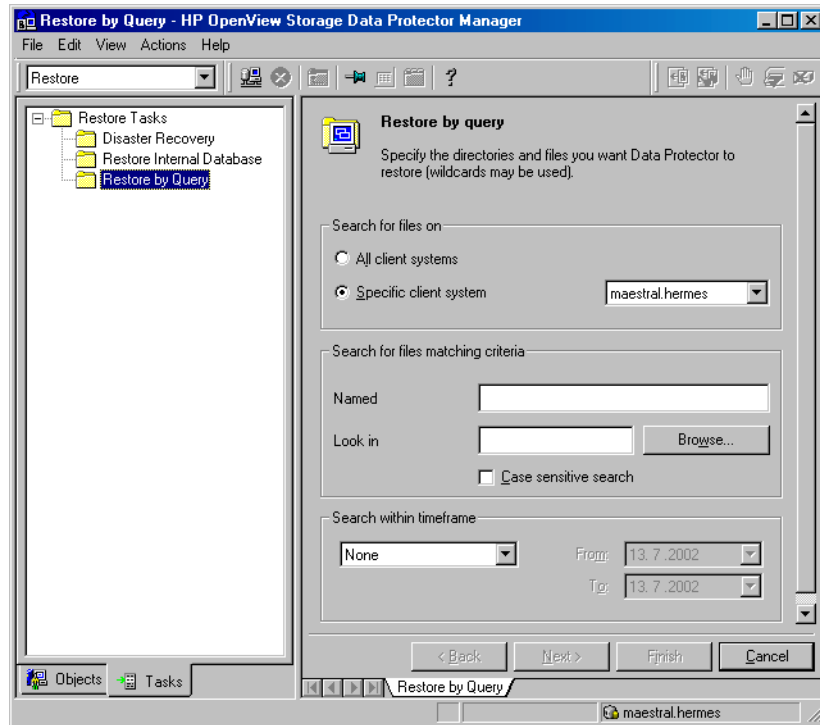 Restore by Query - HP OpenView Storage Data Protector Manager
File Edit View Actions Help
Restore
Restore Tasks
Disaster Recovery
Restore Internal Database
Restore by Query
Restore by query
Specify the directories and files you want Data Protector to
restore (wildcards may be used).
Search for files on
All client systems
Specific client system maestral.hermes
Search for files matching criteria
Named
Look in Browse...
Case sensitive search
Search within timeframe
None From: 13. 7 .2002
To: 13. 7 .2002
< Back Next > Finish Cancel
Objects Tasks
Restore by Query
maestral.hermes